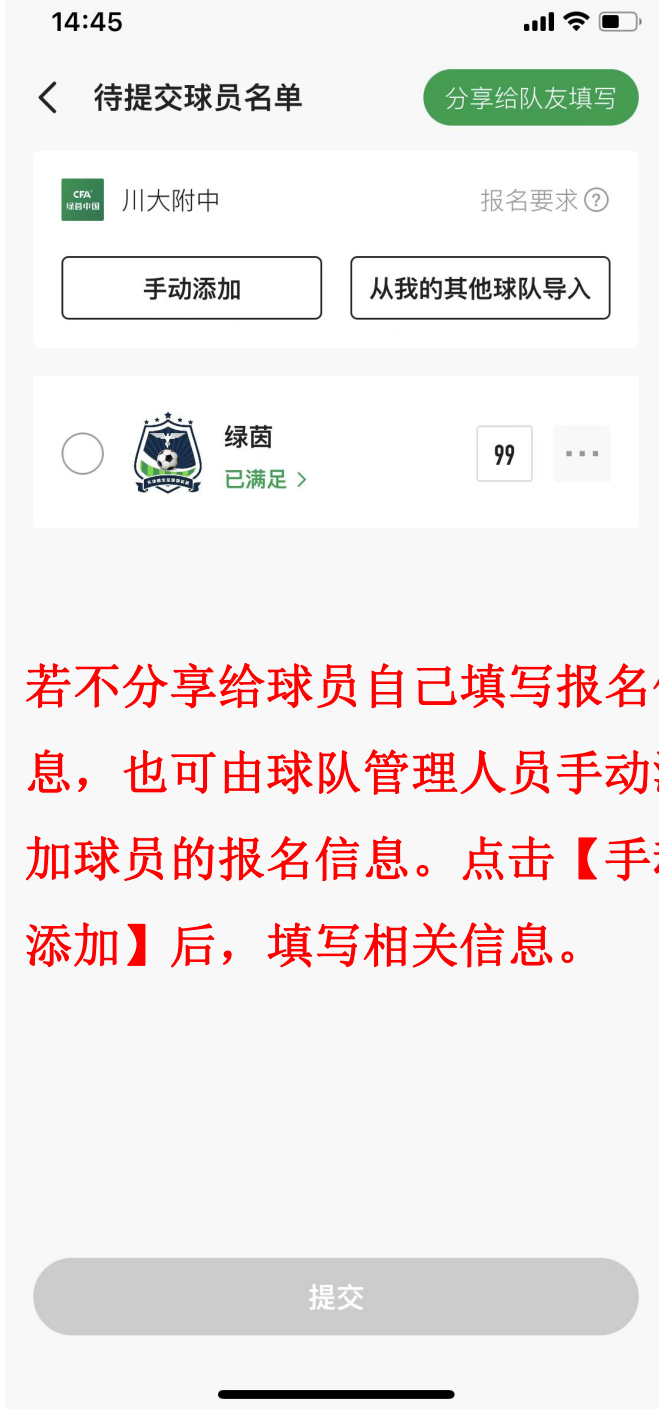 14:45
待提交球员名单
分享给队友填写
CFA
绿茵中国
川大附中
报名要求?
手动添加
从我的其他球队导入
绿茵
已满足 >
99
若不分享给球员自己填写报名
息，也可由球队管理人员手动
加球员的报名信息。点击【手
添加】后，填写相关信息。
提交